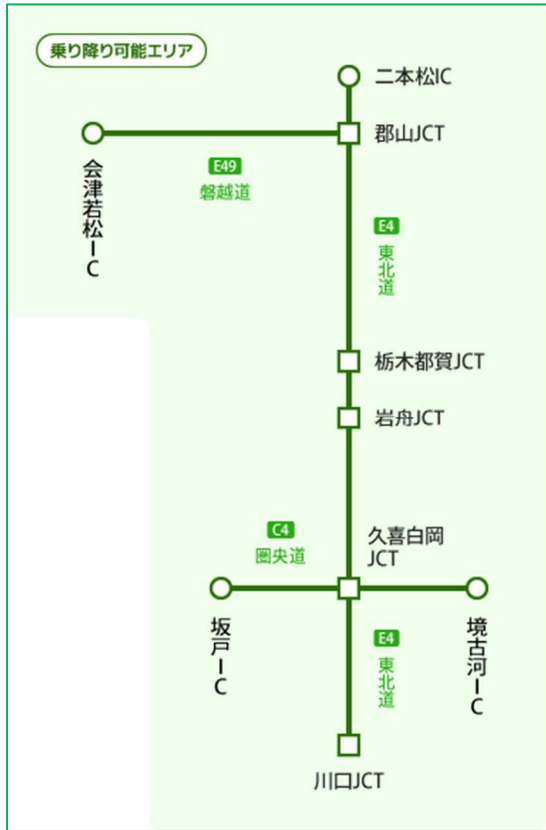 乗り降り可能エリア
二本松IC
郡山JCT
会津若松IC
E49
磐越道
E4
東北道
栃木都賀JCT
岩舟JCT
久喜白岡
JCT
C4
圏央道
坂戸IC
E4
東北道
境古河IC
川口JCT